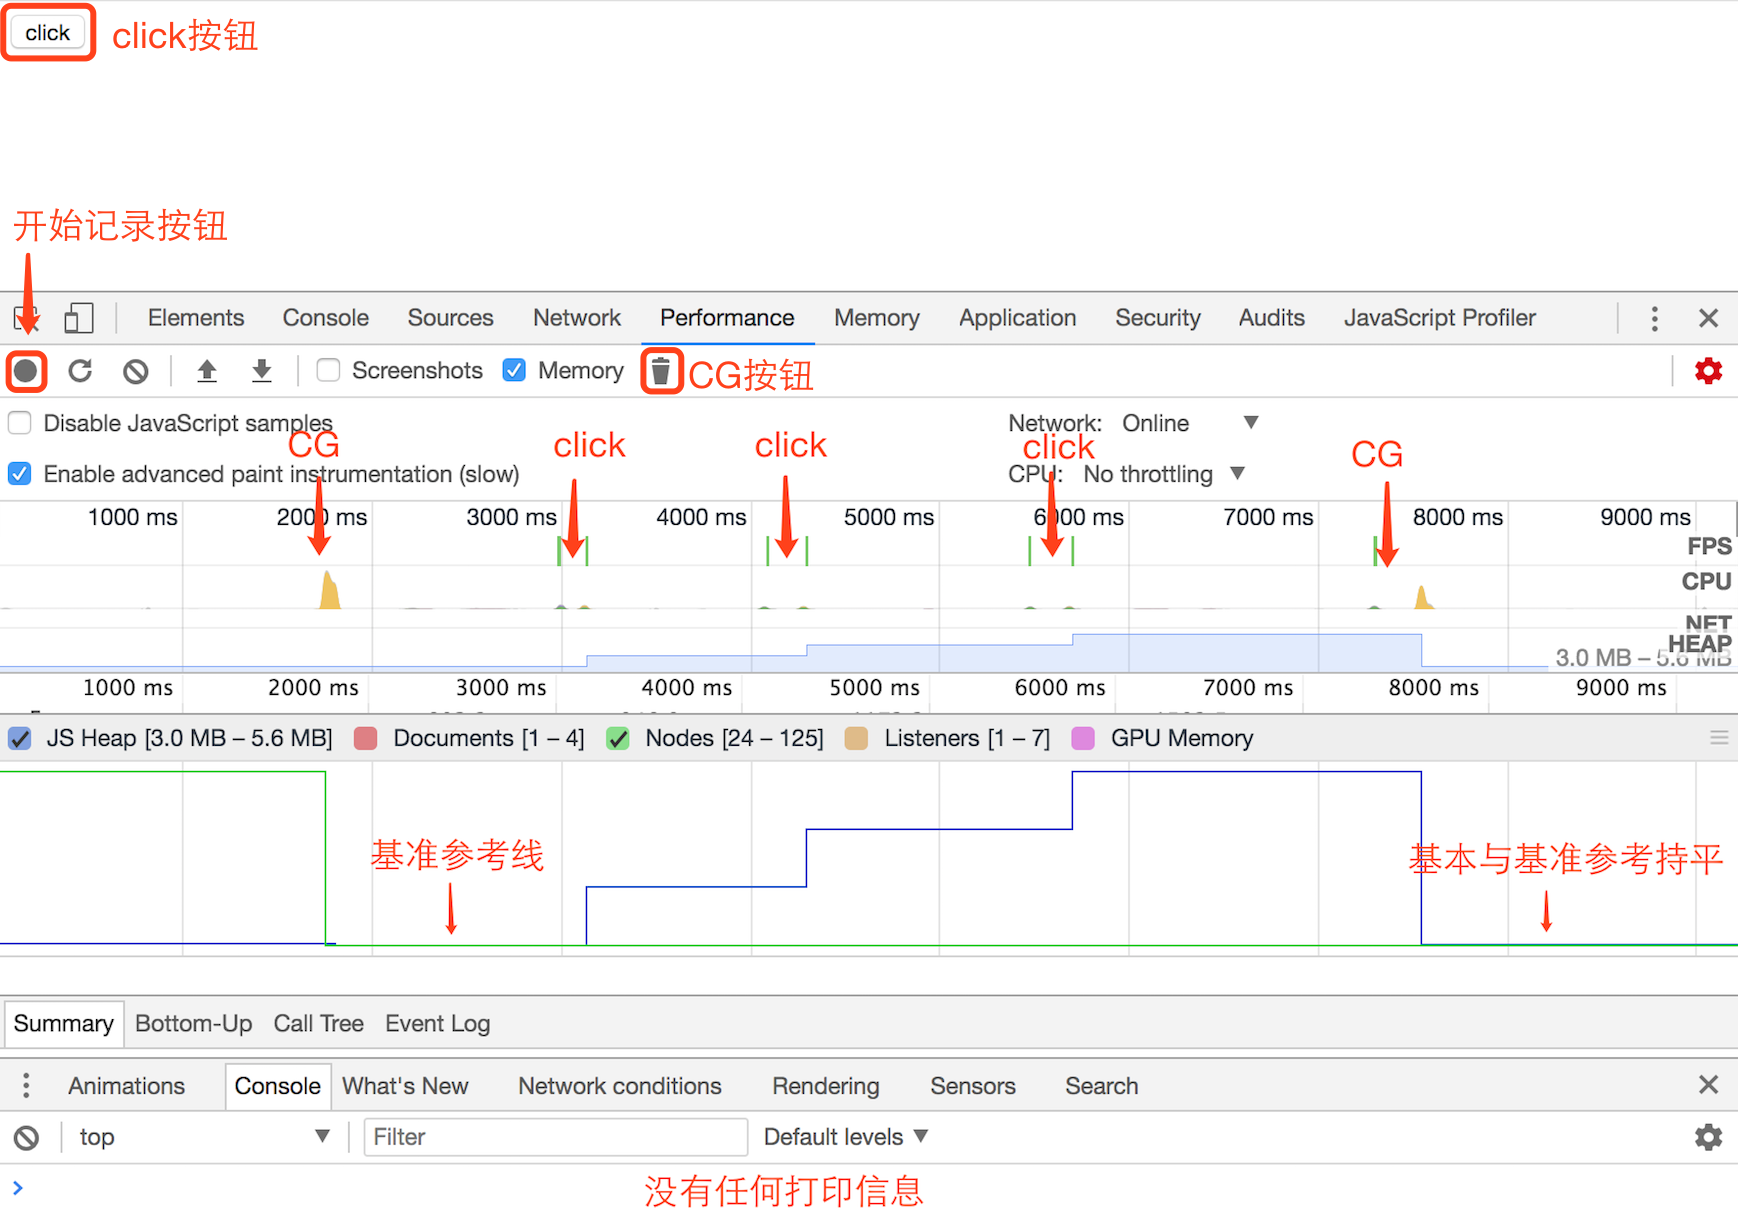 click click按钮
开始记录按钮
Elements Console Sources Network Performance Memory Application Security Audits JavaScript Profiler
Screenshots Memory CG按钮
Disable JavaScript samples Network: Online
CG click click click CG
Enable advanced paint instrumentation (slow) CPU: No throttling
1000 ms 2000 ms 3000 ms 4000 ms 5000 ms 6000 ms 7000 ms 8000 ms 9000 ms
FPS
CPU
NET
HEAP
3.0 MB – 5.6 MB
1000 ms 2000 ms 3000 ms 4000 ms 5000 ms 6000 ms 7000 ms 8000 ms 9000 ms
JS Heap [3.0 MB – 5.6 MB] Documents [1 – 4] Nodes [24 – 125] Listeners [1 – 7] GPU Memory
基准参考线 基本与基准参考持平
Summary Bottom-Up Call Tree Event Log
Animations Console What's New Network conditions Rendering Sensors Search
top Filter Default levels
没有任何打印信息